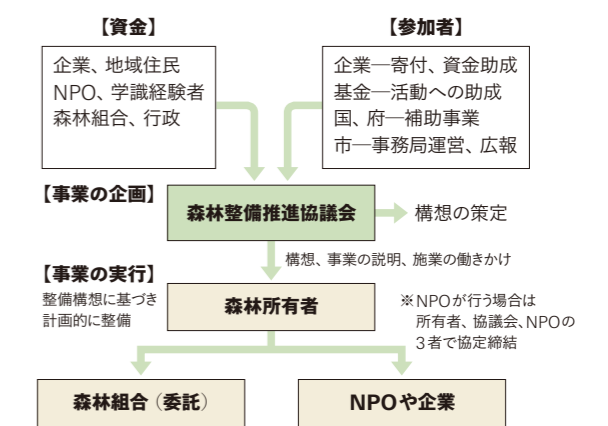 【資金】
企業、地域住民
NPO、学識経験者
森林組合、行政
【参加者】
企業―寄付、資金助成
基金―活動への助成
国、府―補助事業
市―事務局運営、広報
【事業の企画】
森林整備推進協議会
構想の策定
構想、事業の説明、施業の働きかけ
【事業の実行】
整備構想に基づき
計画的に整備
森林所有者
※NPOが行う場合は
所有者、協議会、NPOの
3者で協定締結
森林組合（委託）
NPOや企業